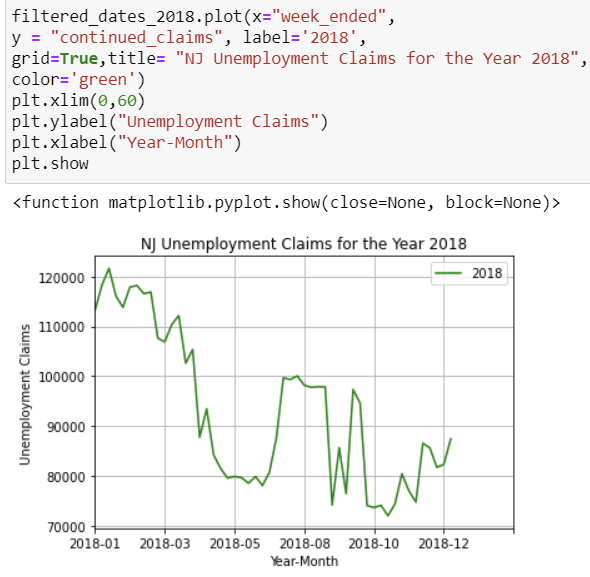 filtered_dates_2018.plot(x="week_ended",
y = "continued_claims", label='2018',
grid=True,title= "NJ Unemployment Claims for the Year 2018",
color='green')
plt.xlim(0,60)
plt.ylabel("Unemployment Claims")
plt.xlabel("Year-Month")
plt.show
<function matplotlib.pyplot.show(close=None, block=None)>
NJ Unemployment Claims for the Year 2018
2018
120000
110000
100000
90000
80000
70000
Unemployment Claims
2018-01 2018-03 2018-05 2018-08 2018-10 2018-12
Year-Month